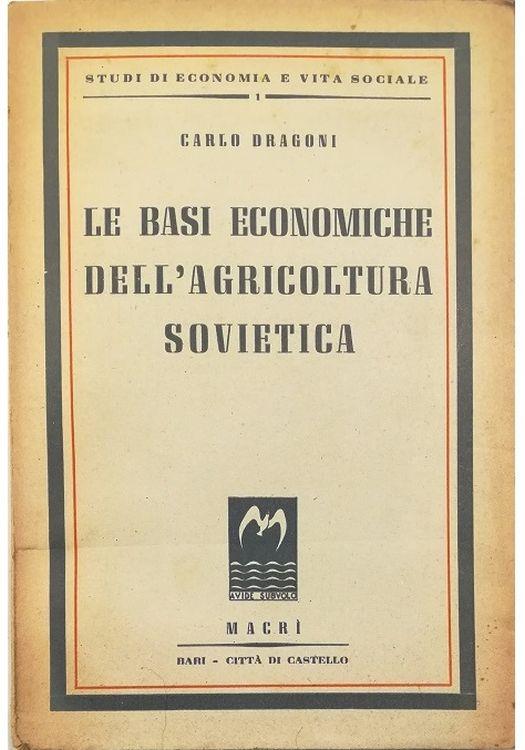 STUDI DI ECONOMIA E VITA SOCIALE
1
CARLO DRAGONI
LE BASI ECONOMICHE
DELL'AGRICOLTURA
SOVIETICA
AVIDE SUBVOLO
MACRÌ
BARI - CITTÀ DI CASTELLO